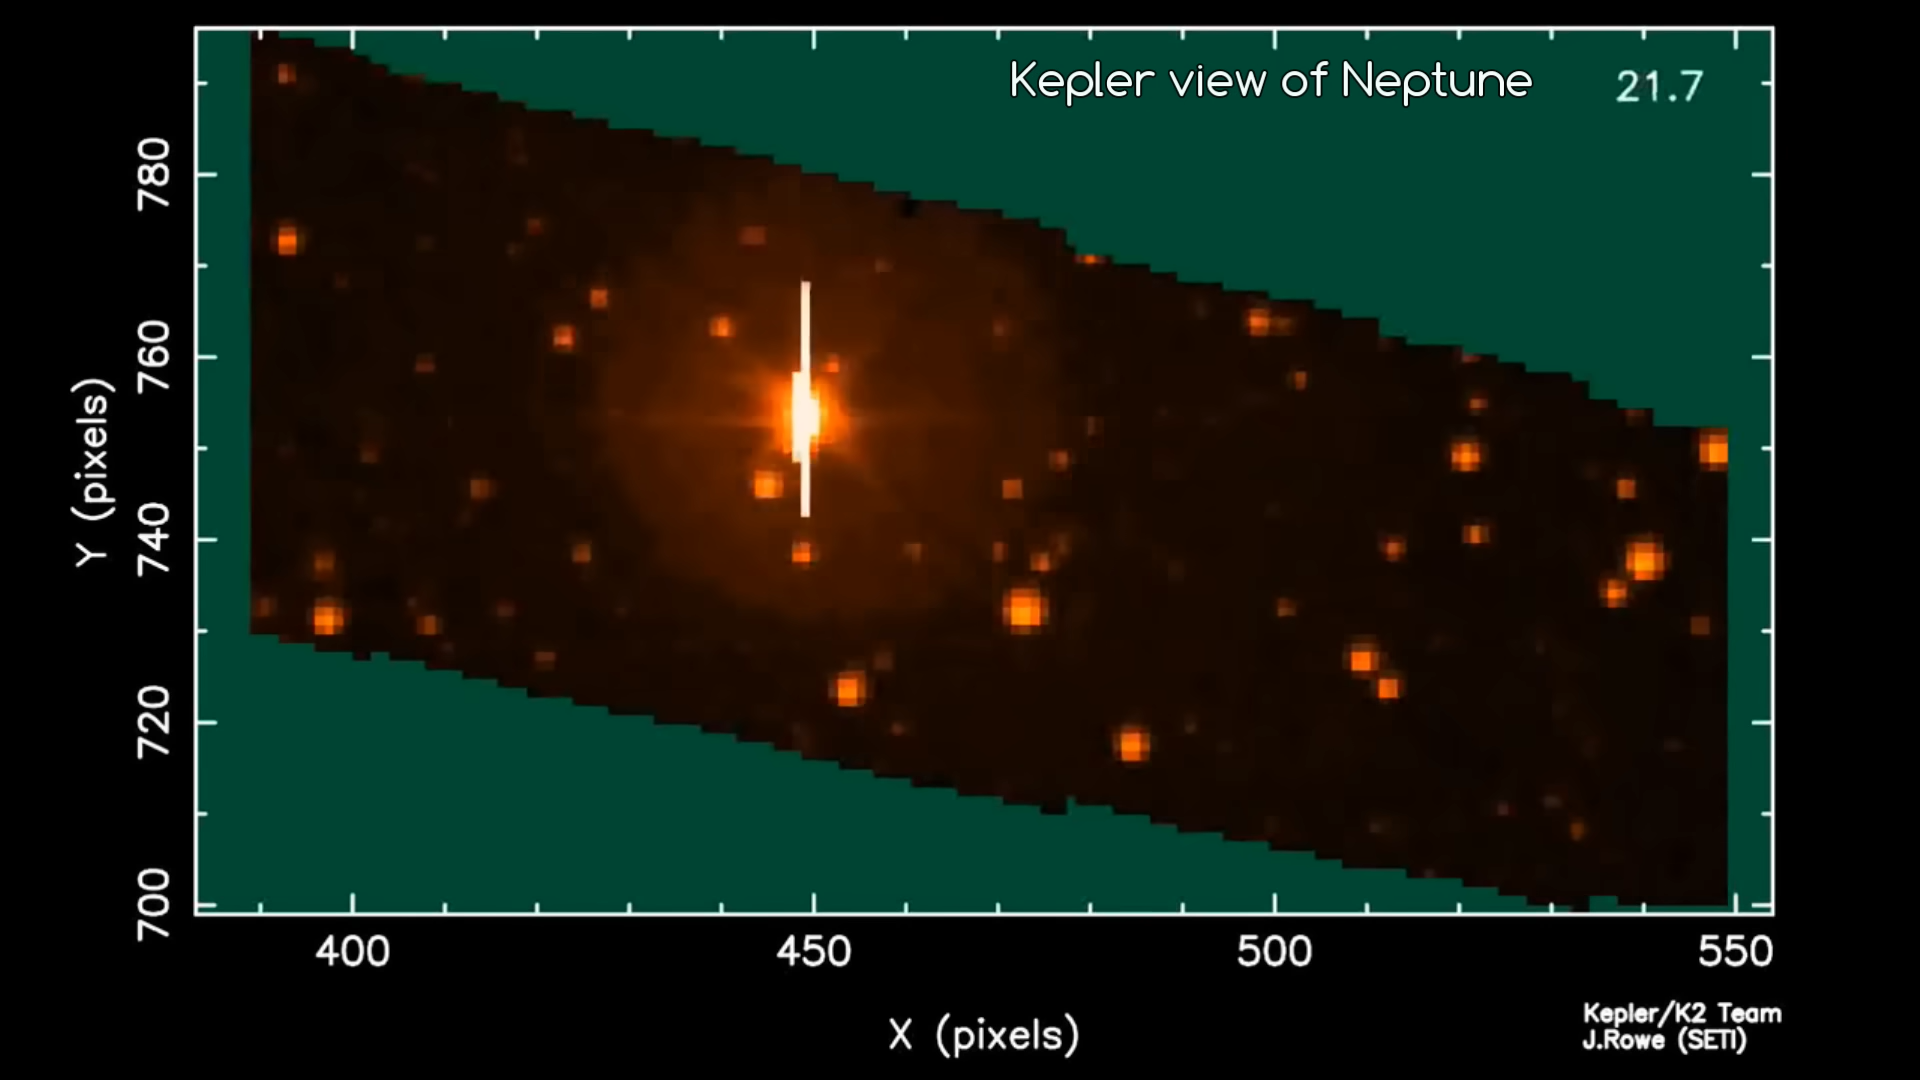 Kepler view of Neptune
21.7
780
760
740
720
700
Y (pixels)
400 450 500 550
X (pixels)
Kepler/K2 Team
J.Rowe (SETI)